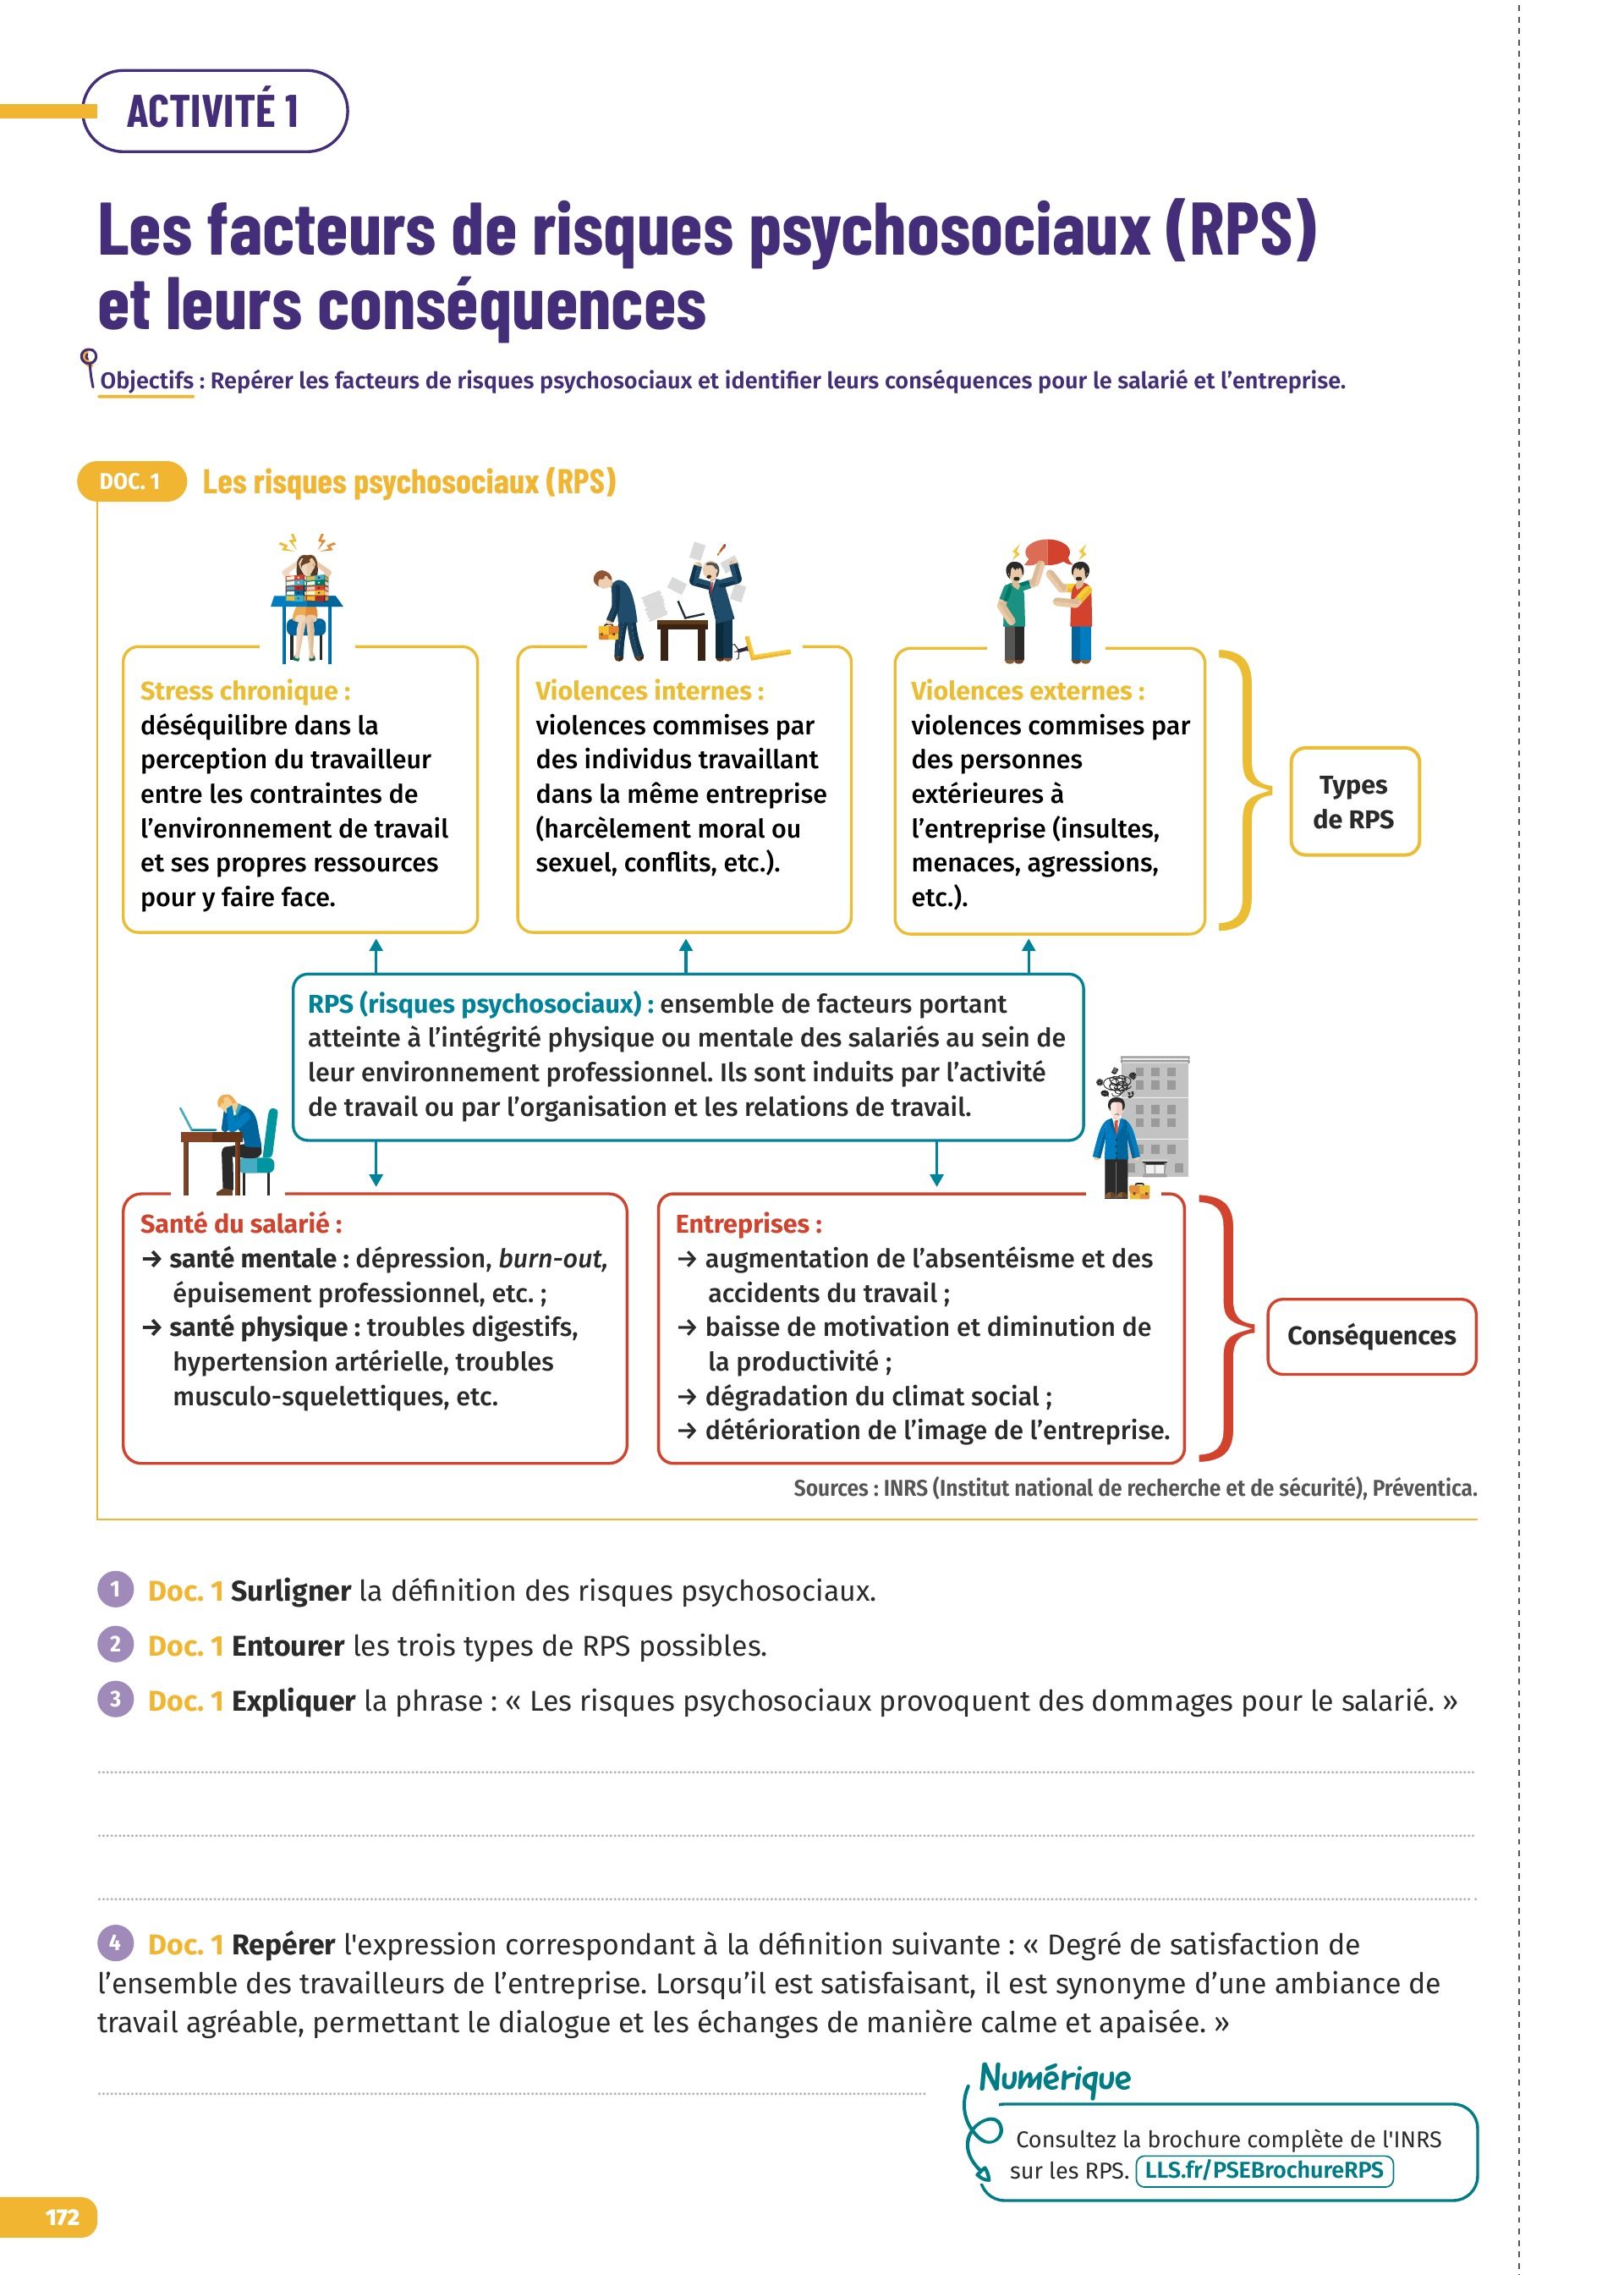 ACTIVITÉ 1
Les facteurs de risques psychosociaux (RPS)
et leurs conséquences
Objectifs : Repérer les facteurs de risques psychosociaux et identifier leurs conséquences pour le salarié et l’entreprise.
DOC. 1 Les risques psychosociaux (RPS)
Stress chronique :
déséquilibre dans la
perception du travailleur
entre les contraintes de
l’environnement de travail
et ses propres ressources
pour y faire face.
Violences internes :
violences commises par
des individus travaillant
dans la même entreprise
(harcèlement moral ou
sexuel, conflits, etc.).
Violences externes :
violences commises par
des personnes
extérieures à
l’entreprise (insultes,
menaces, agressions,
etc.).
Types
de RPS
RPS (risques psychosociaux) : ensemble de facteurs portant
atteinte à l’intégrité physique ou mentale des salariés au sein de
leur environnement professionnel. Ils sont induits par l’activité
de travail ou par l’organisation et les relations de travail.
Santé du salarié :
→ santé mentale : dépression, burn-out,
épuisement professionnel, etc. ;
→ santé physique : troubles digestifs,
hypertension artérielle, troubles
musculo-squelettiques, etc.
Entreprises :
→ augmentation de l’absentéisme et des
accidents du travail ;
→ baisse de motivation et diminution de
la productivité ;
→ dégradation du climat social ;
→ détérioration de l’image de l’entreprise.
Conséquences
Sources : INRS (Institut national de recherche et de sécurité), Préventica.
1 Doc. 1 Surligner la définition des risques psychosociaux.
2 Doc. 1 Entourer les trois types de RPS possibles.
3 Doc. 1 Expliquer la phrase : « Les risques psychosociaux provoquent des dommages pour le salarié. »
4 Doc. 1 Repérer l'expression correspondant à la définition suivante : « Degré de satisfaction de
l’ensemble des travailleurs de l’entreprise. Lorsqu’il est satisfaisant, il est synonyme d’une ambiance de
travail agréable, permettant le dialogue et les échanges de manière calme et apaisée. »
Numérique
Consultez la brochure complète de l'INRS
sur les RPS. LLS.fr/PSEBrochureRPS
172